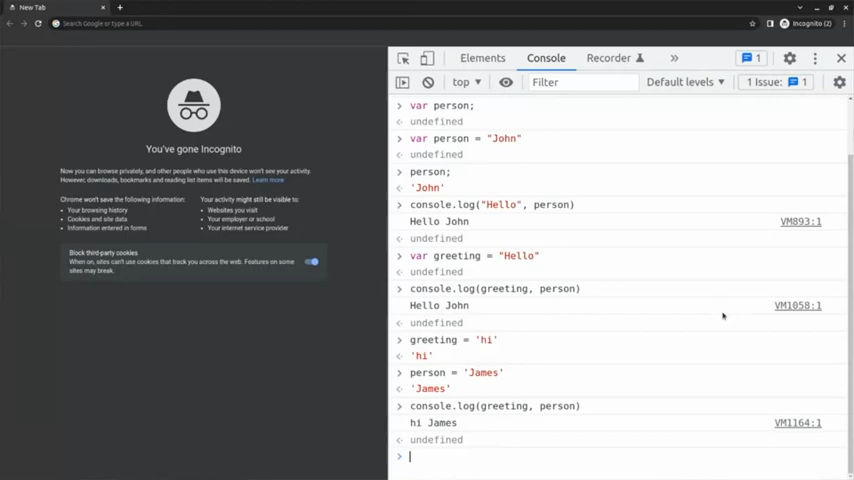 New Tab
Search Google or type a URL
Incognito (2)
Elements Console Recorder 1
top Filter Default levels 1 Issue: 1
You've gone Incognito
Now you can browse privately, and other people who use this device won't see your activity.
However, downloads, bookmarks and reading list items will be saved. Learn more
Chrome won't save the following information:
• Your browsing history
• Cookies and site data
• Information entered in forms
Your activity might still be visible to:
• Websites you visit
• Your employer or school
• Your internet service provider
Block third-party cookies
When on, sites can't use cookies that track you across the web. Features on some
sites may break.
> var person;
undefined
> var person = "John"
undefined
> person;
'John'
> console.log("Hello", person)
Hello John VM893:1
undefined
> var greeting = "Hello"
undefined
> console.log(greeting, person)
Hello John VM1058:1
undefined
> greeting = 'hi'
'hi'
> person = 'James'
'James'
> console.log(greeting, person)
hi James VM1164:1
undefined
>